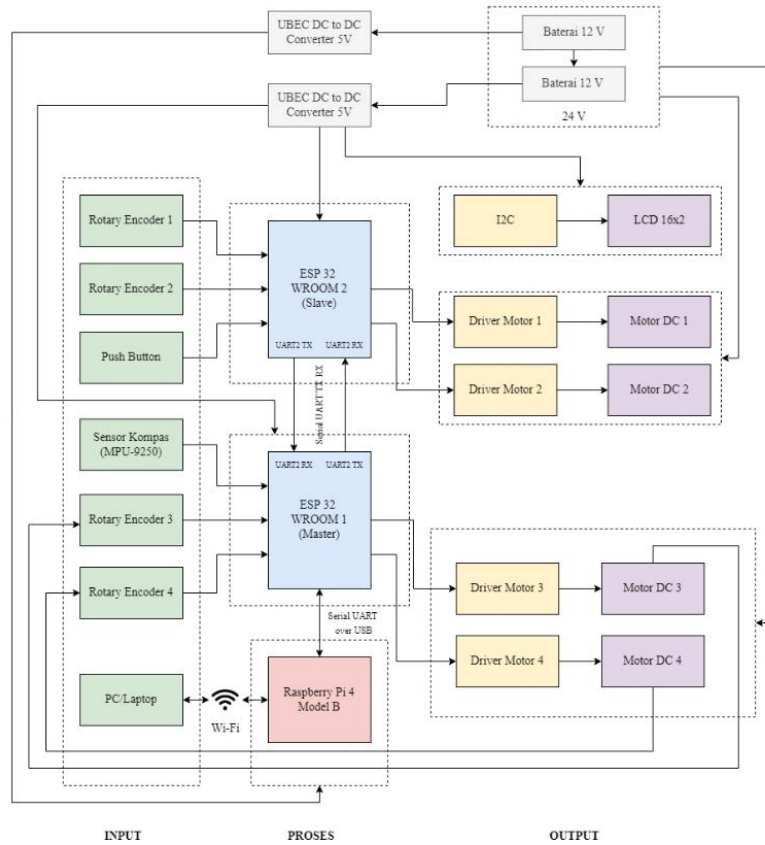 UBEC DC to DC
Converter 5V
Baterai 12 V
UBEC DC to DC
Converter 5V
Baterai 12 V
24 V
Rotary Encoder 1
Rotary Encoder 2
Push Button
ESP 32
WROOM 2
(Slave)
UART2 TX
UART2 RX
I2C
LCD 16x2
Driver Motor 1
Motor DC 1
Driver Motor 2
Motor DC 2
Serial UART TX RX
Sensor Kompas
(MPU-9250)
Rotary Encoder 3
Rotary Encoder 4
UART2 RX
UART2 TX
ESP 32
WROOM 1
(Master)
Driver Motor 3
Motor DC 3
Driver Motor 4
Motor DC 4
Serial UART
over USB
PC/Laptop
Wi-Fi
Raspberry Pi 4
Model B
INPUT
PROSES
OUTPUT